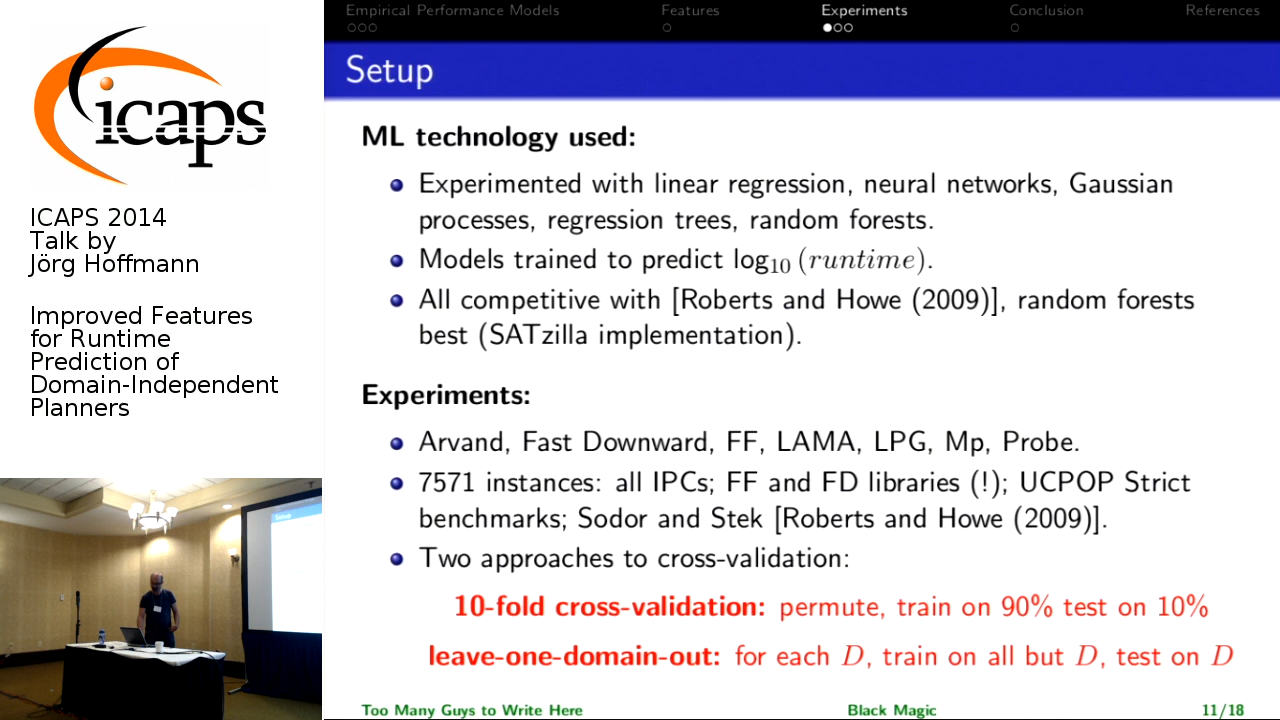 icaps
ICAPS 2014
Talk by
Jörg Hoffmann
Improved Features
for Runtime
Prediction of
Domain-Independent
Planners
Empirical Performance Models
Features
Experiments
Conclusion
References
Setup
ML technology used:
Experimented with linear regression, neural networks, Gaussian
processes, regression trees, random forests.
Models trained to predict log₁₀ (runtime).
All competitive with [Roberts and Howe (2009)], random forests
best (SATzilla implementation).
Experiments:
Arvand, Fast Downward, FF, LAMA, LPG, Mp, Probe.
7571 instances: all IPCs; FF and FD libraries (!); UCPOP Strict
benchmarks; Sodor and Stek [Roberts and Howe (2009)].
Two approaches to cross-validation:
10-fold cross-validation: permute, train on 90% test on 10%
leave-one-domain-out: for each D, train on all but D, test on D
Too Many Guys to Write Here
Black Magic
11/18
Setup